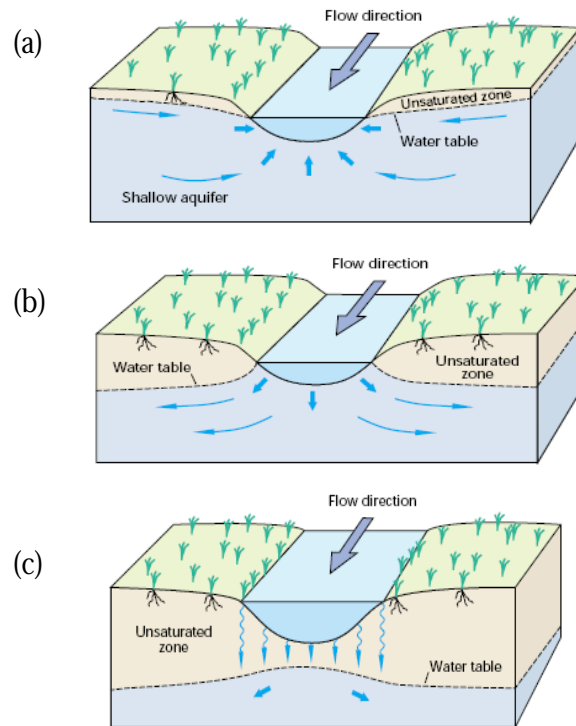 (a)
Flow direction
Unsaturated zone
Water table
Shallow aquifer
(b)
Flow direction
Water table
Unsaturated
zone
(c)
Flow direction
Unsaturated
zone
Water table